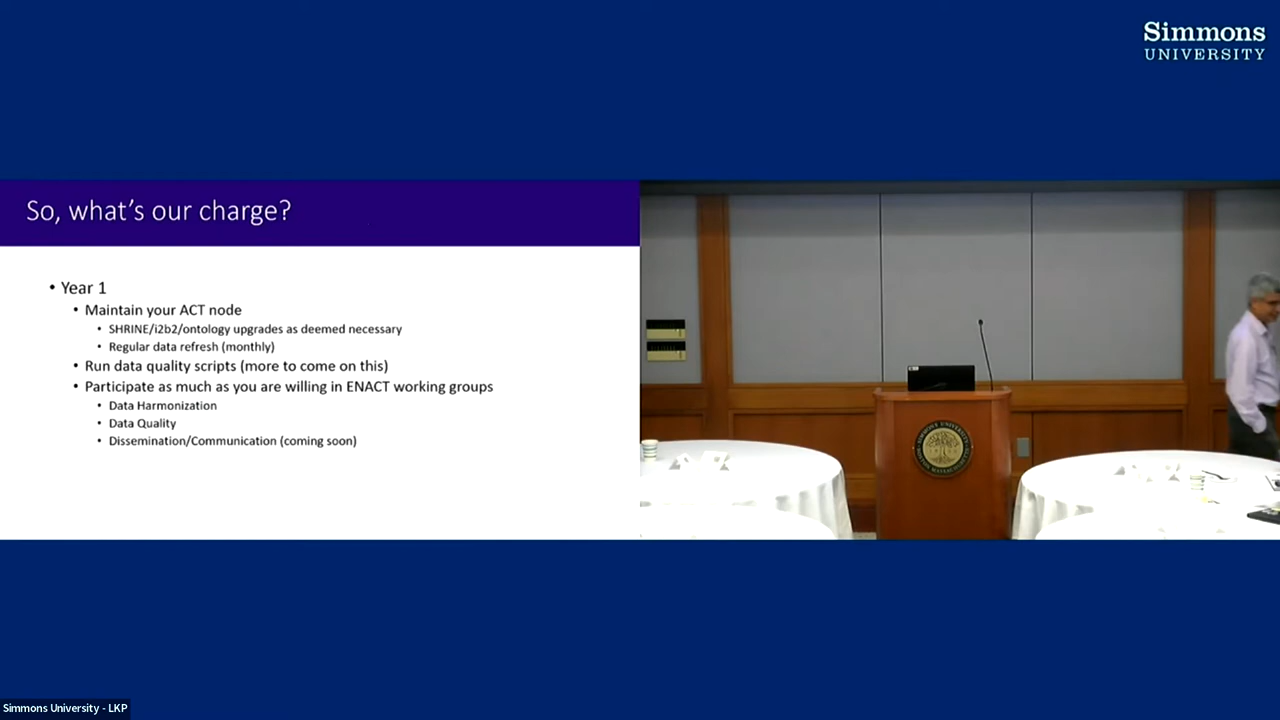 Simmons
UNIVERSITY
So, what's our charge?
• Year 1
• Maintain your ACT node
• SHRINE/i2b2/ontology upgrades as deemed necessary
• Regular data refresh (monthly)
• Run data quality scripts (more to come on this)
• Participate as much as you are willing in ENACT working groups
• Data Harmonization
• Data Quality
• Dissemination/Communication (coming soon)
Simmons University - LKP